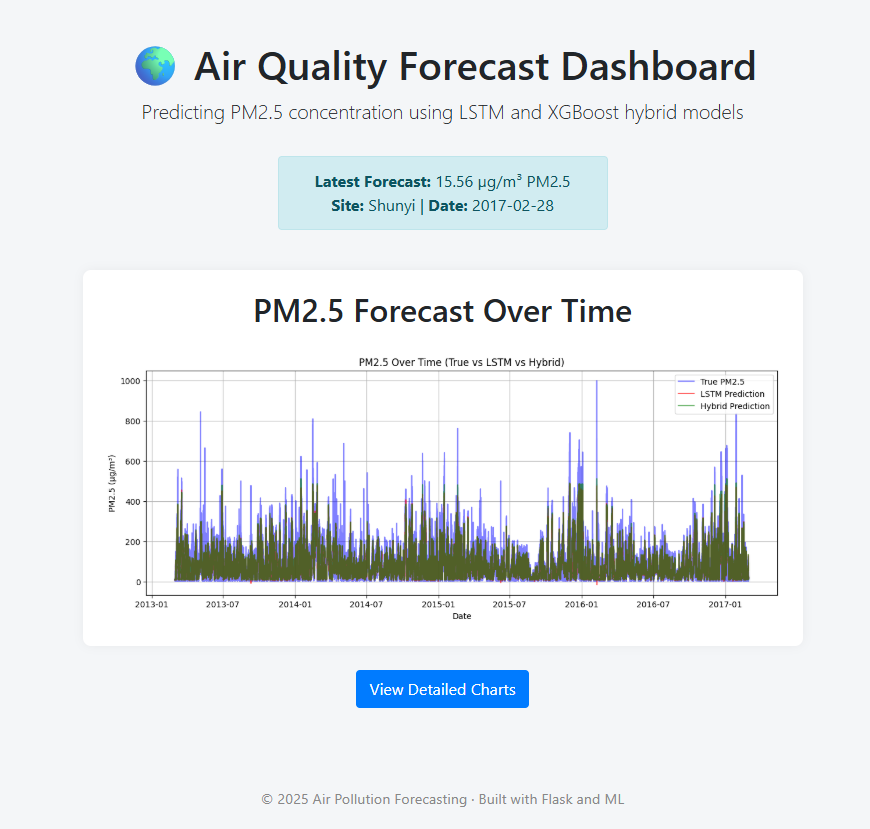 Air Quality Forecast Dashboard
Predicting PM2.5 concentration using LSTM and XGBoost hybrid models
Latest Forecast: 15.56 µg/m³ PM2.5
Site: Shunyi | Date: 2017-02-28
PM2.5 Forecast Over Time
PM2.5 Over Time (True vs LSTM vs Hybrid)
True PM2.5
LSTM Prediction
Hybrid Prediction
PM2.5 (µg/m³)
1000
800
600
400
200
0
2013-01 2013-07 2014-01 2014-07 2015-01 2015-07 2016-01 2016-07 2017-01
Date
View Detailed Charts
© 2025 Air Pollution Forecasting · Built with Flask and ML